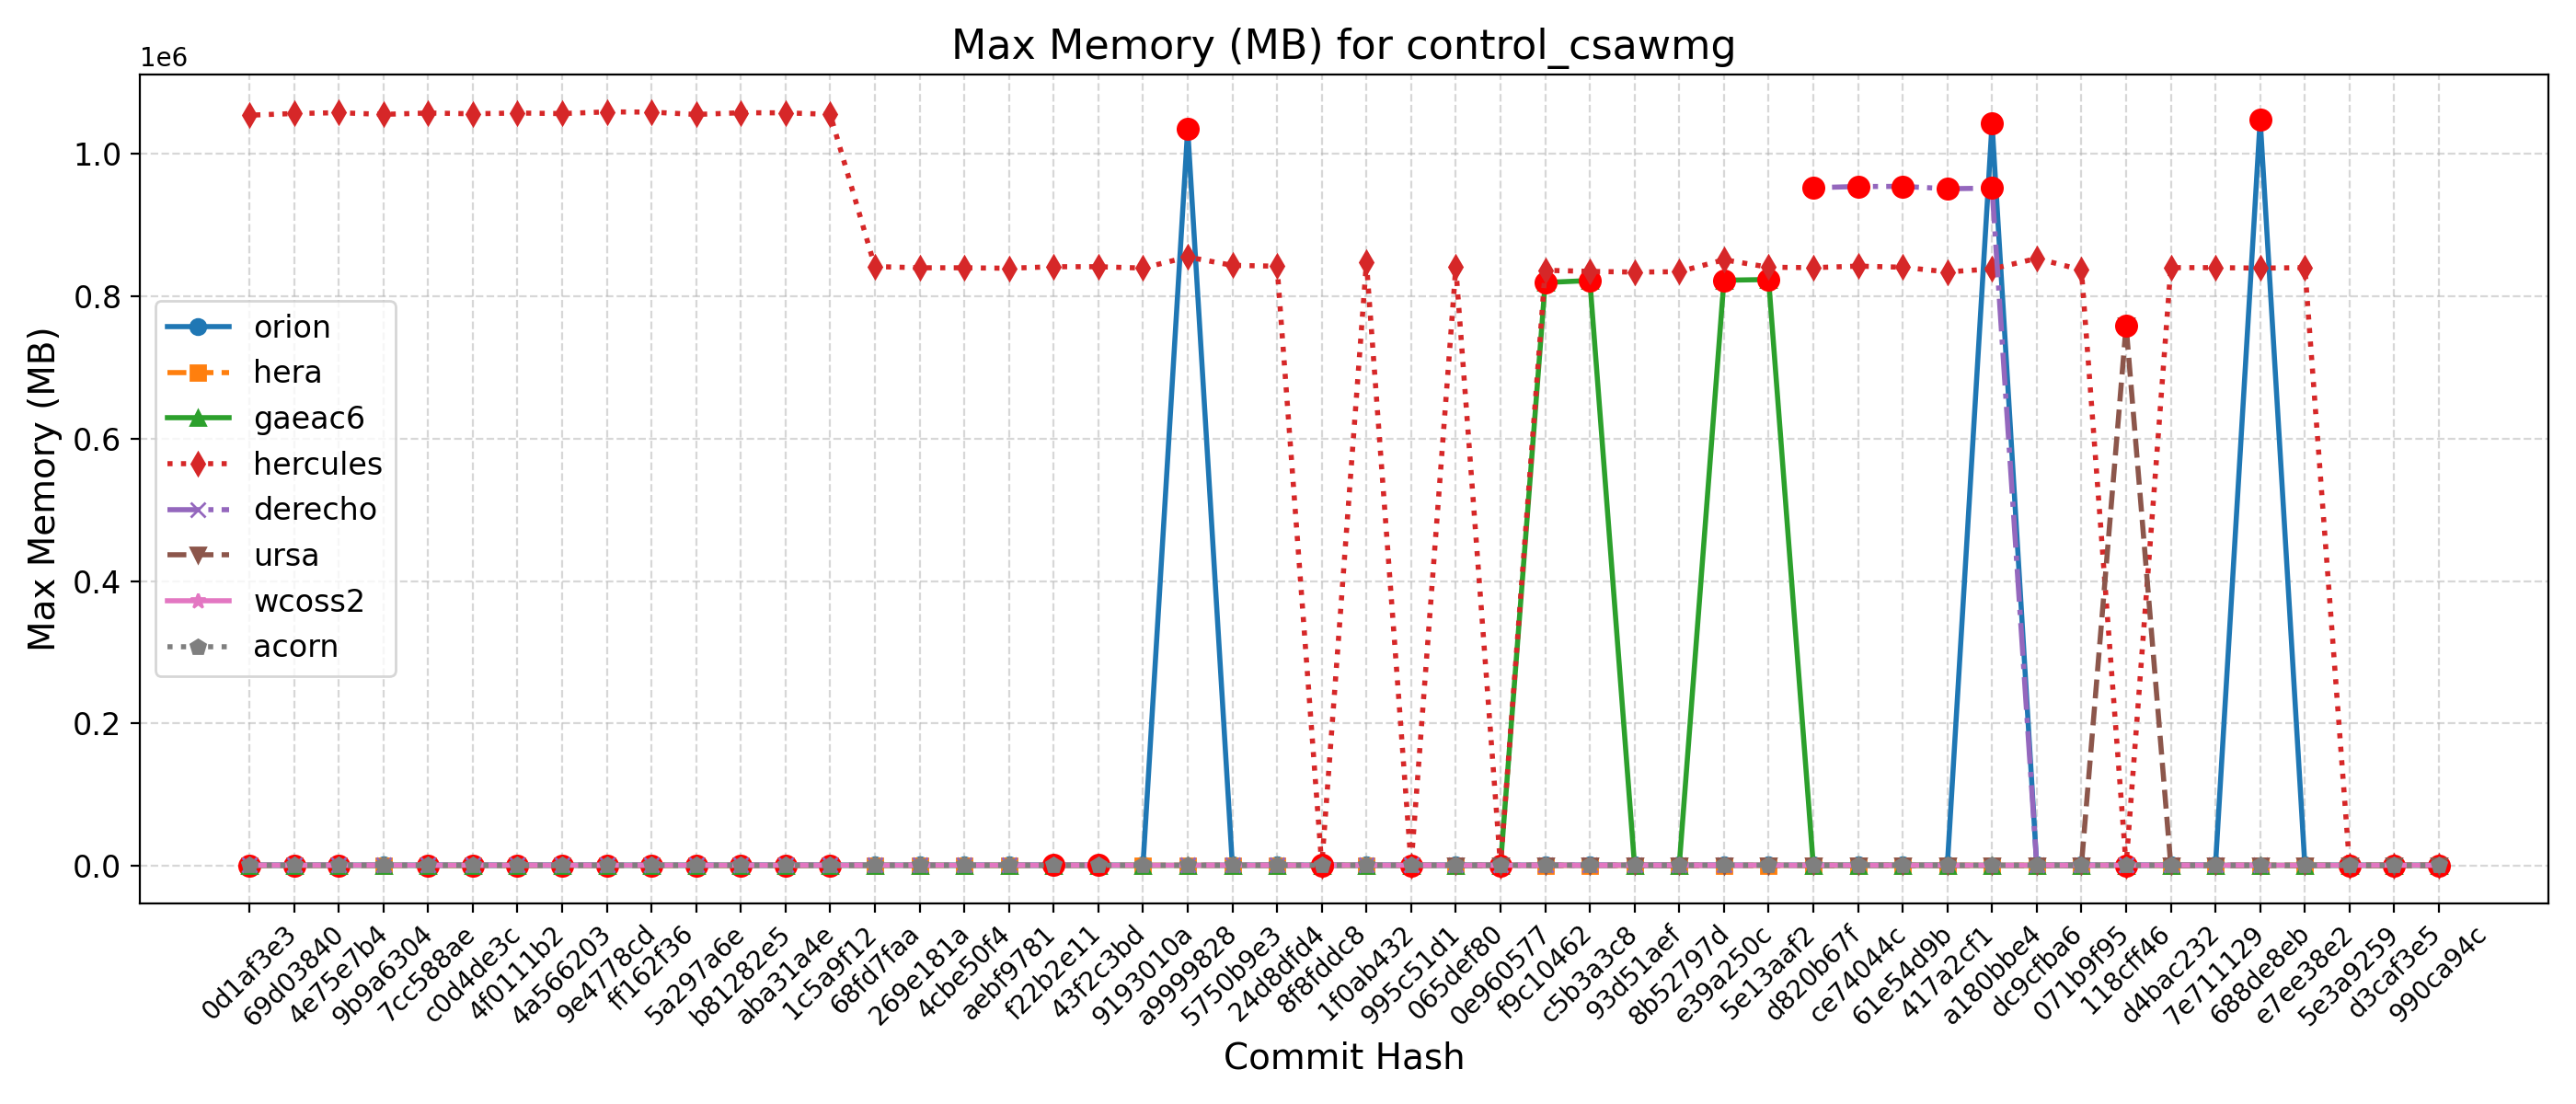 Max Memory (MB) for control_csawmg
1e6
1.0
0.8
0.6
0.4
0.2
0.0
Max Memory (MB)
orion
hera
gaeac6
hercules
derecho
ursa
wcoss2
acorn
0d1af3e3
69d03840
4e75e7b4
9b9a6304
7cc588ae
c0d4de3c
4f0111b2
4a566203
9e4778cd
ff162f36
5a297a6e
b81282e5
aba31a4e
1c5a9f12
68fd7faa
269e181a
4cbe50f4
aebf9781
f22b2e11
43f2c3bd
9193010a
a9999828
5750b9e3
24d8dfd4
8f8fddc8
1f0ab432
995c51d1
065def80
0e960577
f9c10462
c5b3a3c8
93d51aef
8b52797d
e39a250c
5e13aaf2
d820b67f
ce74044c
61e54d9b
417a2cf1
a180bbe4
dc9cfba6
071b9f95
118cff46
d4bac232
7e711129
688de8eb
e7ee38e2
5e3a9259
d3caf3e5
990ca94c
Commit Hash